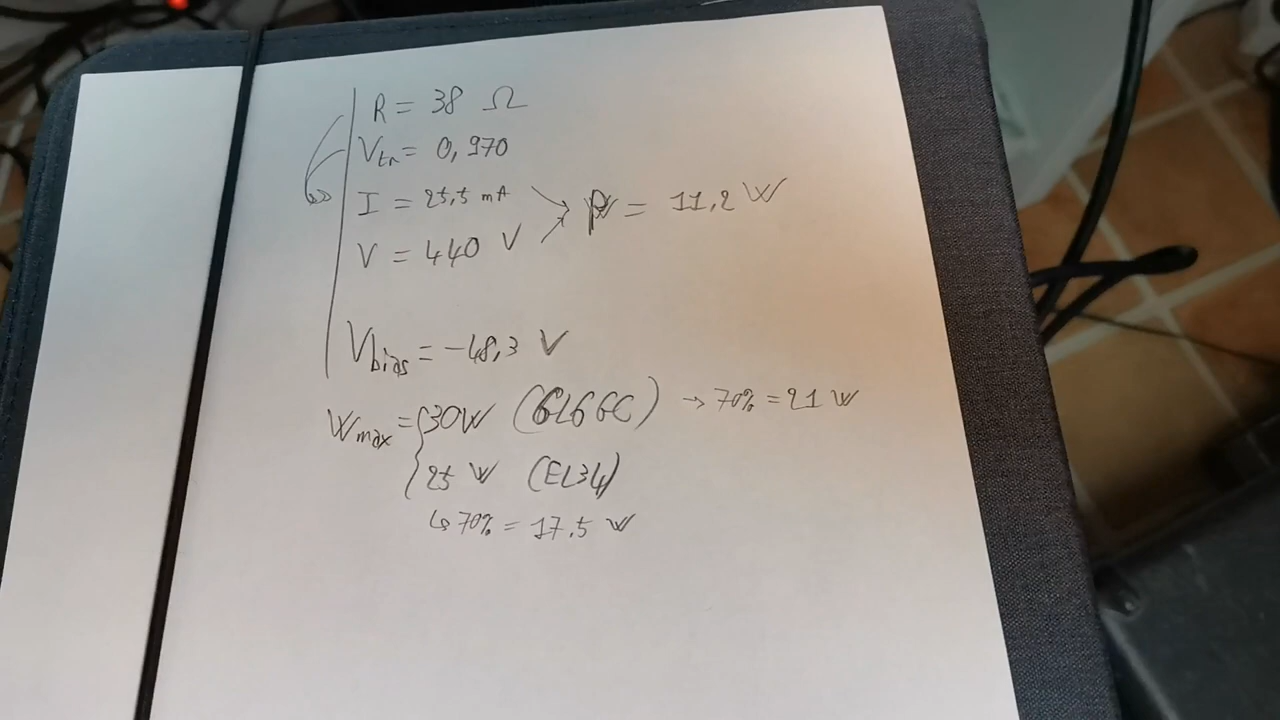 R = 38 Ω
Vtr = 0,970
I = 25,5 mA
V = 440 V
P = 11,2 W
Vbias = -48,3 V
Wmax = 30W (6L6GC) → 70% = 21 W
25 W (EL34)
↳ 70% = 17,5 W